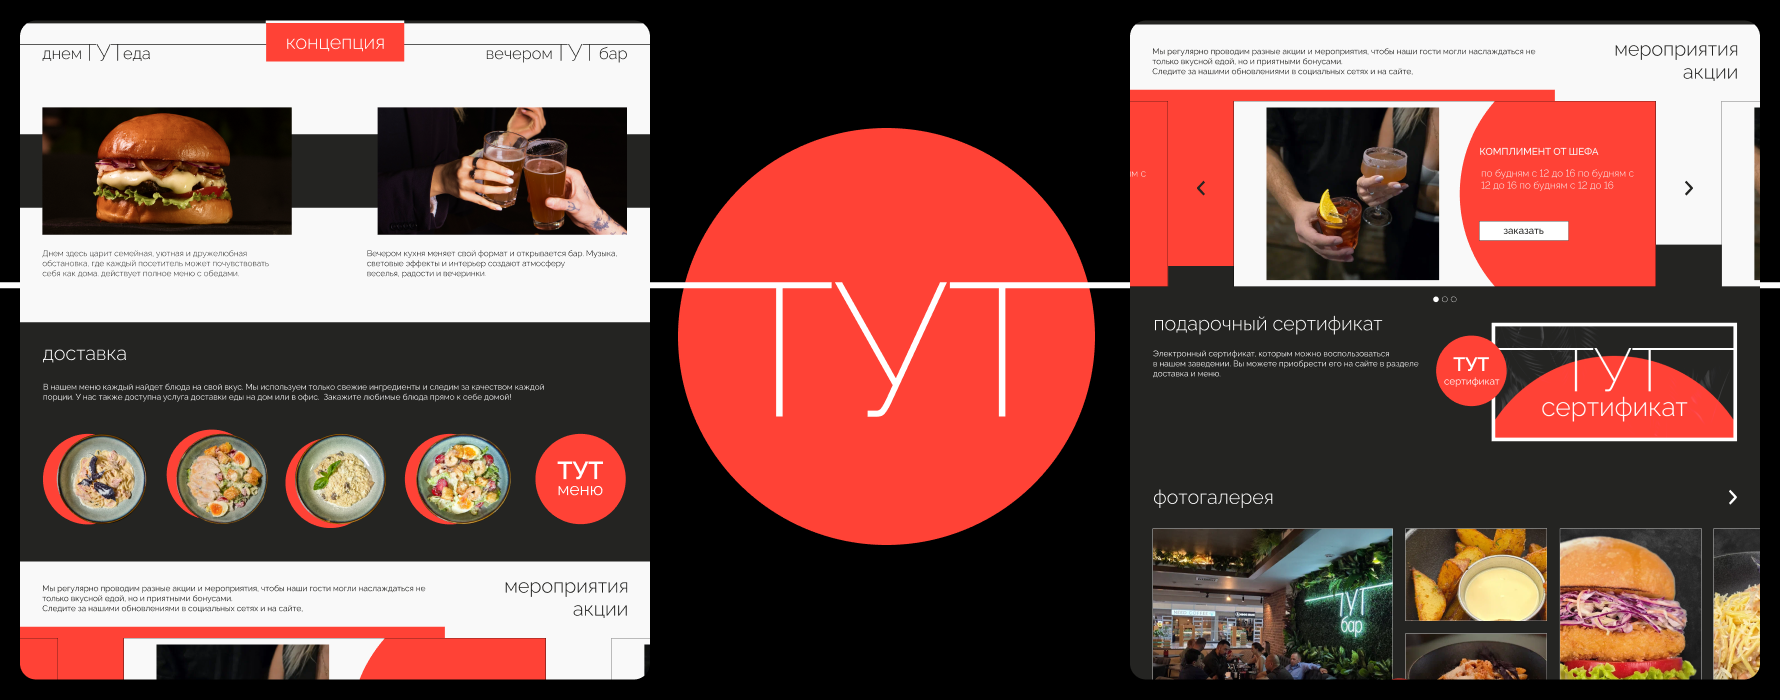 концепция
днем ТУТ еда
вечером ТУТ бар
Днем здесь царит семейная, уютная и дружелюбная
обстановка, где каждый посетитель может почувствовать
себя как дома. действует полное меню с обедами.
Вечером кухня меняет свой формат и открывается бар. Музыка,
световые эффекты и интерьер создают атмосферу
веселья, радости и вечеринки.
доставка
В нашем меню каждый найдет блюда на свой вкус. Мы используем только свежие ингредиенты и следим за качеством каждой
порции. У нас также доступна услуга доставки еды на дом или в офис. Закажите любимые блюда прямо к себе домой!
ТУТ
меню
Мы регулярно проводим разные акции и мероприятия, чтобы наши гости могли наслаждаться не
только вкусной едой, но и приятными бонусами.
Следите за нашими обновлениями в социальных сетях и на сайте.
мероприятия
акции
ТУТ
Мы регулярно проводим разные акции и мероприятия, чтобы наши гости могли наслаждаться не
только вкусной едой, но и приятными бонусами.
Следите за нашими обновлениями в социальных сетях и на сайте.
мероприятия
акции
м с
КОМПЛИМЕНТ ОТ ШЕФА
по будням с 12 до 16 по будням с
12 до 16 по будням с 12 до 16
заказать
подарочный сертификат
Электронный сертификат, которым можно воспользоваться
в нашем заведении. Вы можете приобрести его на сайте в разделе
доставка и меню.
ТУТ
сертификат
ТУТ
сертификат
фотогалерея
ТУТ
бар